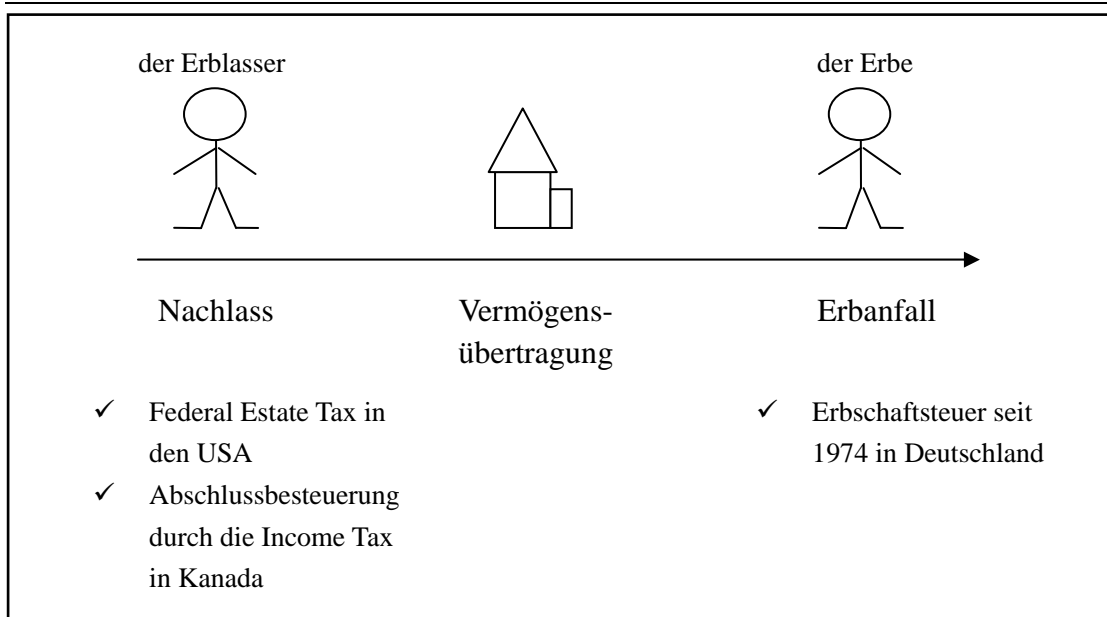 der Erblasser
der Erbe
Nachlass
Vermögens-
übertragung
Erbanfall
✓ Federal Estate Tax in
den USA
✓ Abschlussbesteuerung
durch die Income Tax
in Kanada
✓ Erbschaftsteuer seit
1974 in Deutschland